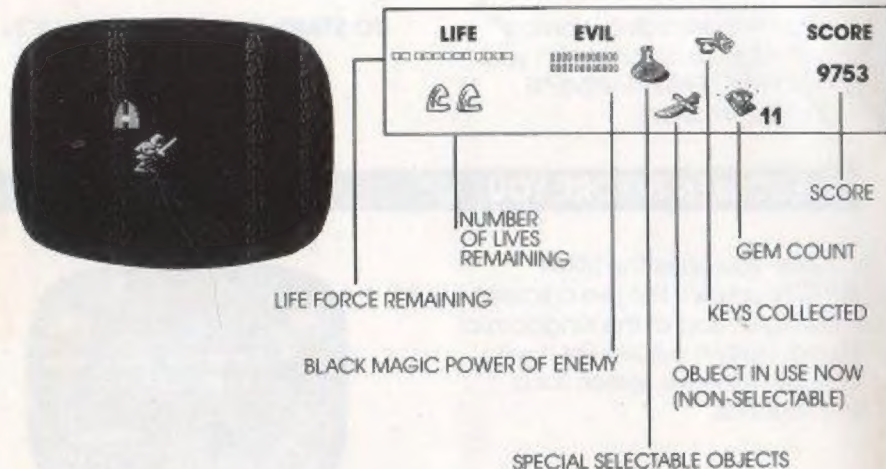 LIFE EVIL SCORE
9753
11
SCORE
NUMBER
OF LIVES
REMAINING
GEM COUNT
LIFE FORCE REMAINING
KEYS COLLECTED
BLACK MAGIC POWER OF ENEMY
OBJECT IN USE NOW
(NON-SELECTABLE)
SPECIAL SELECTABLE OBJECTS